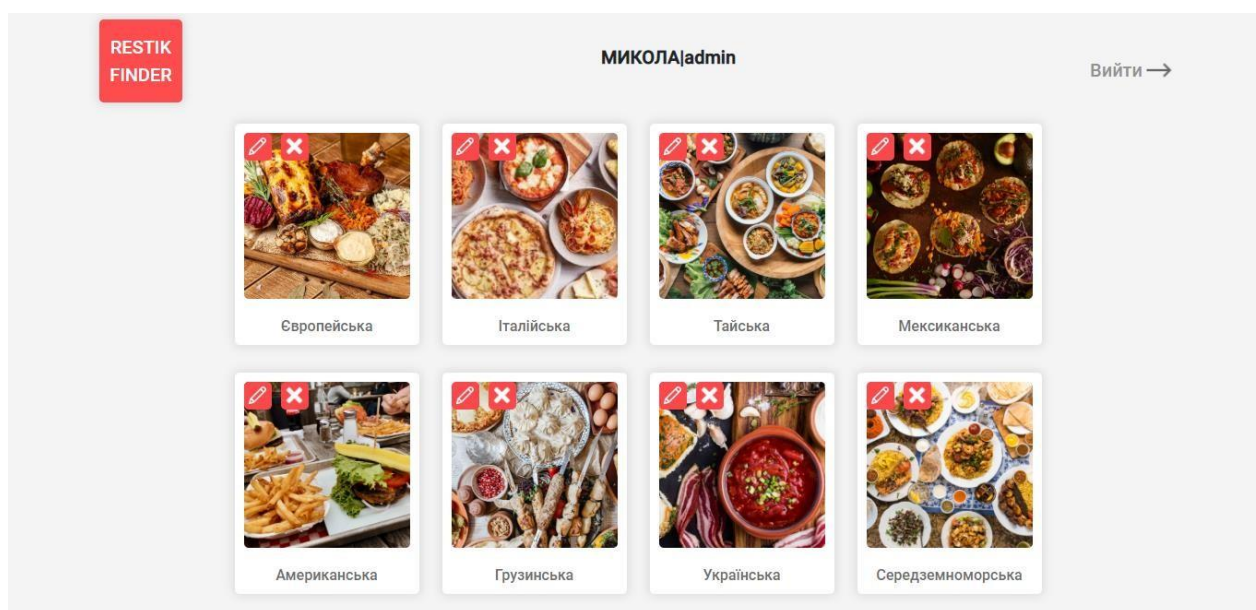 RESTIK
FINDER
МИКОЛА|admin
Вийти
Європейська
Італійська
Тайська
Мексиканська
Американська
Грузинська
Українська
Середземноморська